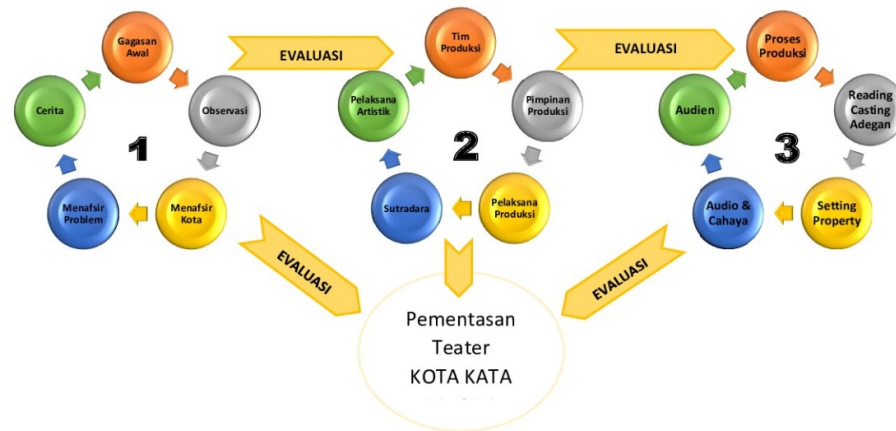 Gagasan
Awal
Observasi
Menafsir
Kota
Menafsir
Problem
Cerita
1
EVALUASI
Tim
Produksi
Pimpinan
Produksi
Pelaksana
Produksi
Sutradara
Pelaksana
Artistik
2
EVALUASI
Proses
Produksi
Reading
Casting
Adegan
Setting
Property
Audio &
Cahaya
Audien
3
EVALUASI
EVALUASI
Pementasan
Teater
KOTA KATA